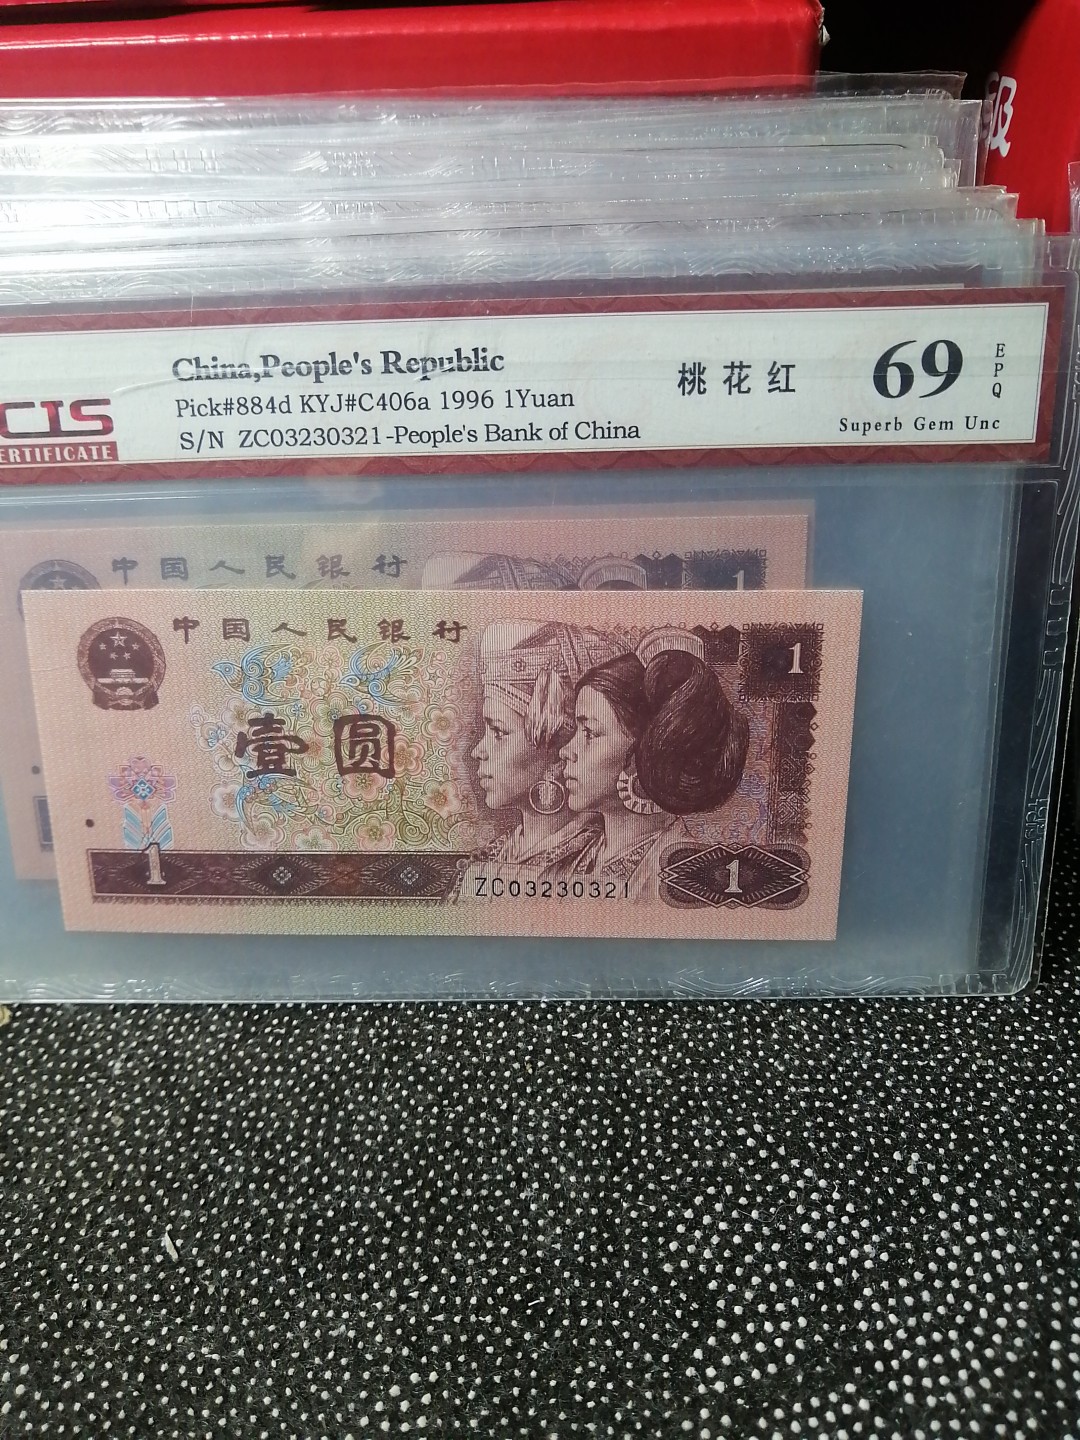 级
China,People's Republic
桃花红
69
EPQ
Pick#884d KYJ#C406a 1996 1Yuan
Superb Gem Unc
CIS
S/N ZC03230321-People's Bank of China
ERTIFICATE
中国人民银行
1
中国人民银行
1
壹圆
1
ZC03230321
1